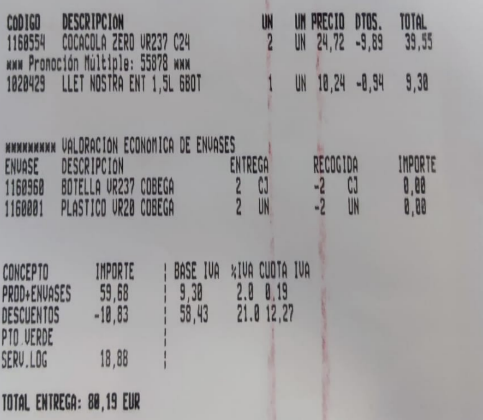 CODIGO DESCRIPCION UN UM PRECIO DTOS. TOTAL
1160554 COCACOLA ZERO VR237 C24 2 UN 24,72 -9,89 39,55
*** Promoción Múltiple: 55878 ***
1020429 LLET NOSTRA ENT 1,5L 6BOT 1 UN 10,24 -0,94 9,30
********* VALORACION ECONOMICA DE ENVASES
ENVASE DESCRIPCION ENTREGA RECOGIDA IMPORTE
1160960 BOTELLA VR237 COBEGA 2 CJ -2 CJ 0,00
1160001 PLASTICO VR20 COBEGA 2 UN -2 UN 0,00
CONCEPTO IMPORTE | BASE IVA %IVA CUOTA IVA
PROD+ENVASES 59,68 | 9,30 2.0 0,19
DESCUENTOS -10,83 | 58,43 21.0 12,27
PTO.VERDE |
SERV.LOG 18,88 |
TOTAL ENTREGA: 80,19 EUR